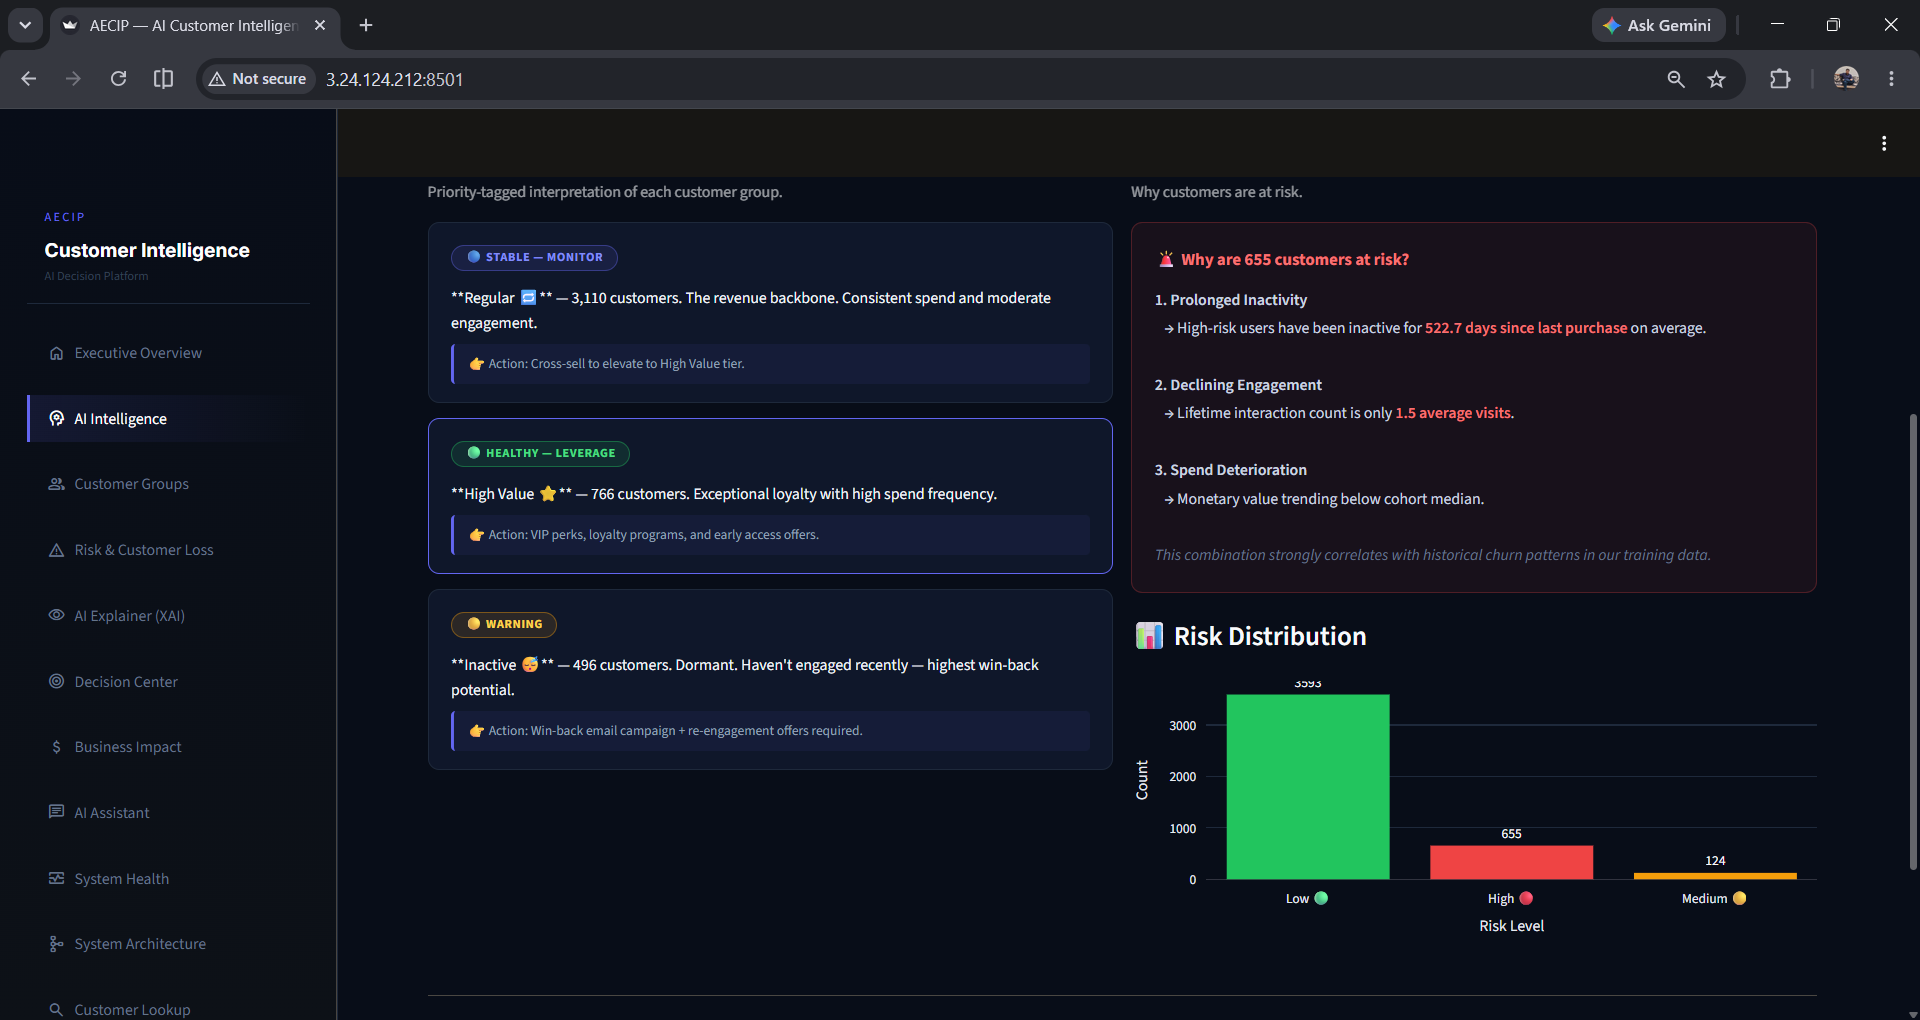 AECIP — AI Customer Intelligen
Ask Gemini
Not secure
3.24.124.212:8501
AECIP
Customer Intelligence
AI Decision Platform
Executive Overview
AI Intelligence
Customer Groups
Risk & Customer Loss
AI Explainer (XAI)
Decision Center
Business Impact
AI Assistant
System Health
System Architecture
Customer Lookup
Priority-tagged interpretation of each customer group.
STABLE — MONITOR
**Regular 🔁 ** — 3,110 customers. The revenue backbone. Consistent spend and moderate
engagement.
👉 Action: Cross-sell to elevate to High Value tier.
HEALTHY — LEVERAGE
**High Value ⭐ ** — 766 customers. Exceptional loyalty with high spend frequency.
👉 Action: VIP perks, loyalty programs, and early access offers.
WARNING
**Inactive 😴 ** — 496 customers. Dormant. Haven't engaged recently — highest win-back
potential.
👉 Action: Win-back email campaign + re-engagement offers required.
Why customers are at risk.
🚨 Why are 655 customers at risk?
1. Prolonged Inactivity
→ High-risk users have been inactive for 522.7 days since last purchase on average.
2. Declining Engagement
→ Lifetime interaction count is only 1.5 average visits.
3. Spend Deterioration
→ Monetary value trending below cohort median.
This combination strongly correlates with historical churn patterns in our training data.
📊 Risk Distribution
3593
3000
2000
1000
0
Count
655
124
Low 🟢
High 🔴
Medium 🟡
Risk Level